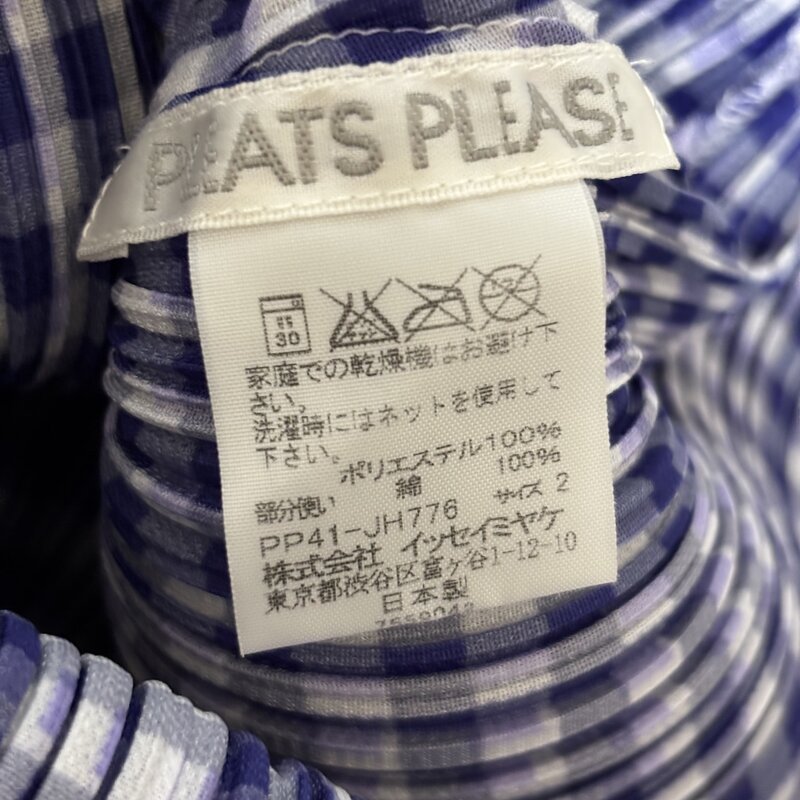 PLEATS PLEASE
30
家庭での乾燥機はお避け下
さい。
洗濯時にはネットを使用して
下さい。
ポリエステル100%
部分使い 綿 100%
PP41-JH776 サイズ 2
株式会社 イッセイミヤケ
東京都渋谷区富ヶ谷1-12-10
日本製